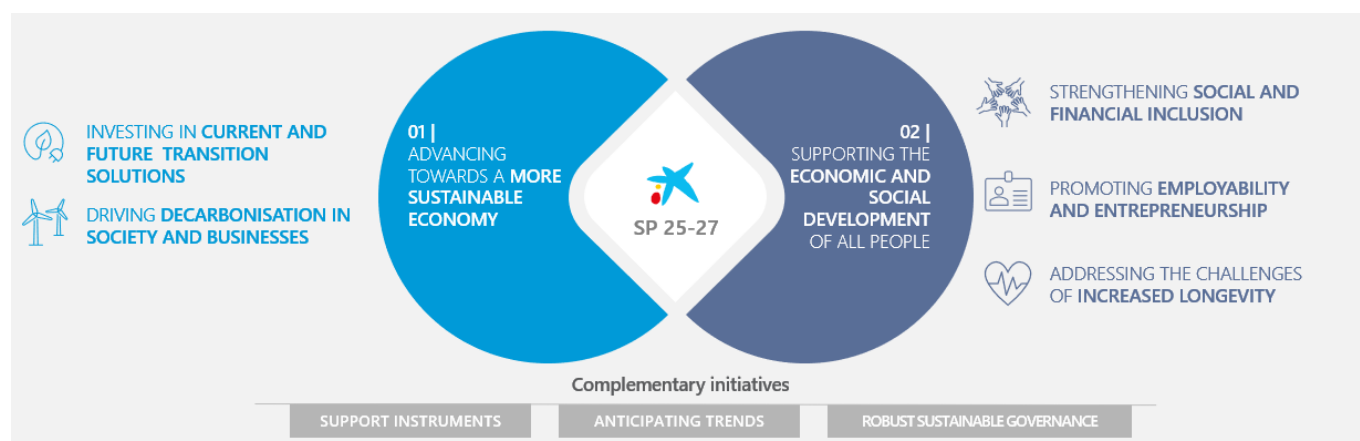 INVESTING IN CURRENT AND
FUTURE TRANSITION
SOLUTIONS
DRIVING DECARBONISATION IN
SOCIETY AND BUSINESSES
01 |
ADVANCING
TOWARDS A MORE
SUSTAINABLE
ECONOMY
SP 25-27
02 |
SUPPORTING THE
ECONOMIC AND
SOCIAL
DEVELOPMENT
OF ALL PEOPLE
STRENGTHENING SOCIAL AND
FINANCIAL INCLUSION
PROMOTING EMPLOYABILITY
AND ENTREPRENEURSHIP
ADDRESSING THE CHALLENGES
OF INCREASED LONGEVITY
Complementary initiatives
SUPPORT INSTRUMENTS
ANTICIPATING TRENDS
ROBUST SUSTAINABLE GOVERNANCE